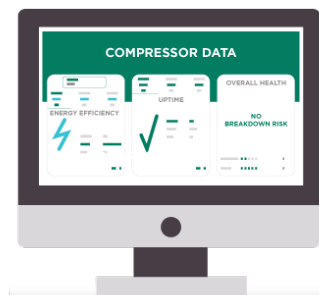 COMPRESSOR DATA
ENERGY EFFICIENCY
UPTIME
OVERALL HEALTH
NO
BREAKDOWN RISK